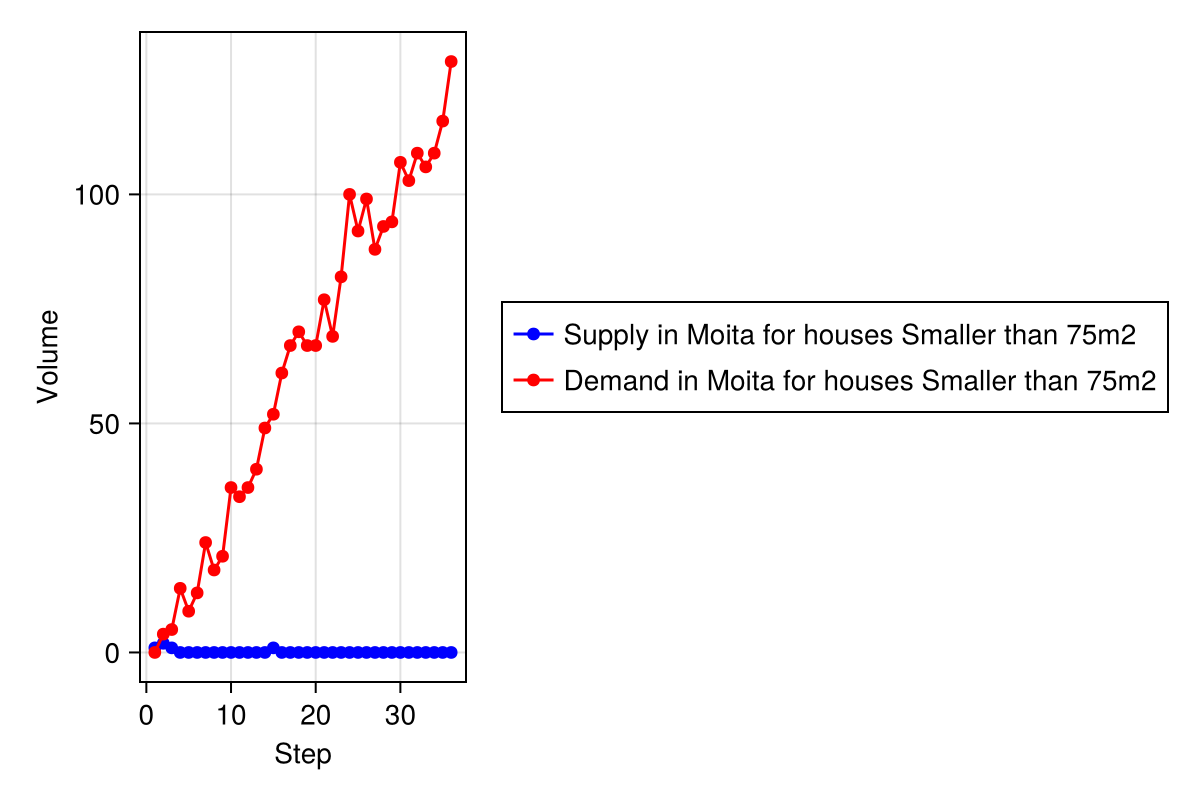 Volume
100
50
0
0 10 20 30
Step
Supply in Moita for houses Smaller than 75m2
Demand in Moita for houses Smaller than 75m2